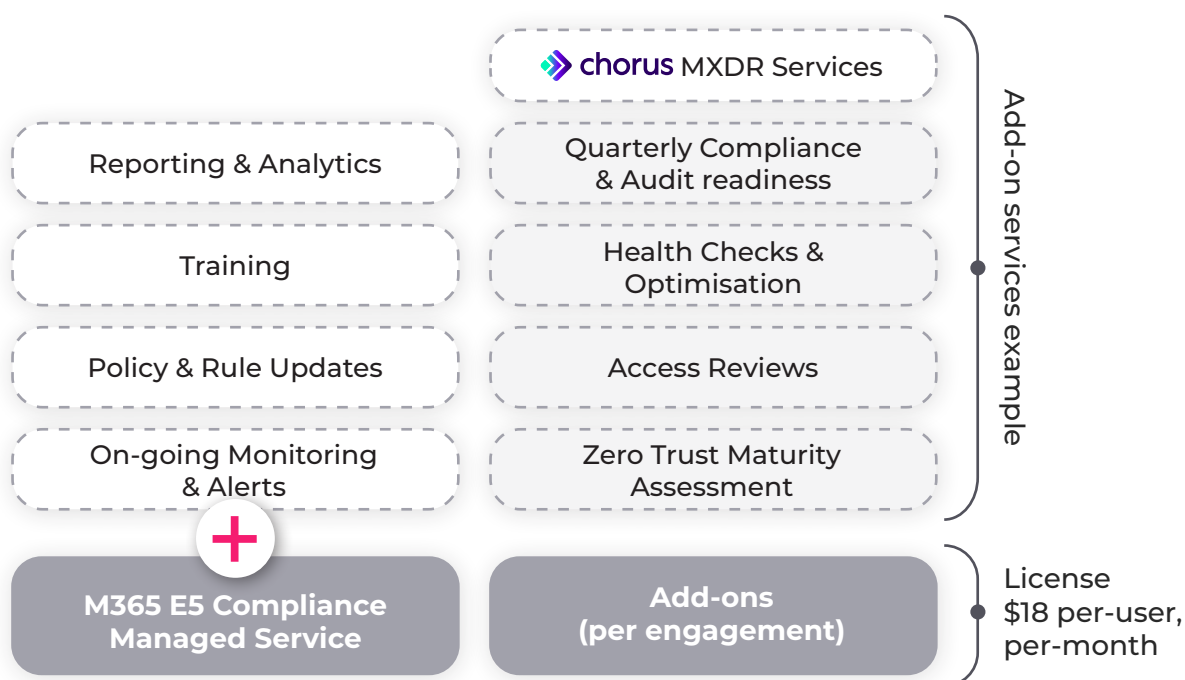 chorus MXDR Services
Reporting & Analytics
Quarterly Compliance
& Audit readiness
Training
Health Checks &
Optimisation
Policy & Rule Updates
Access Reviews
On-going Monitoring
& Alerts
Zero Trust Maturity
Assessment
Add-on services example
+
M365 E5 Compliance
Managed Service
Add-ons
(per engagement)
License
$18 per-user,
per-month